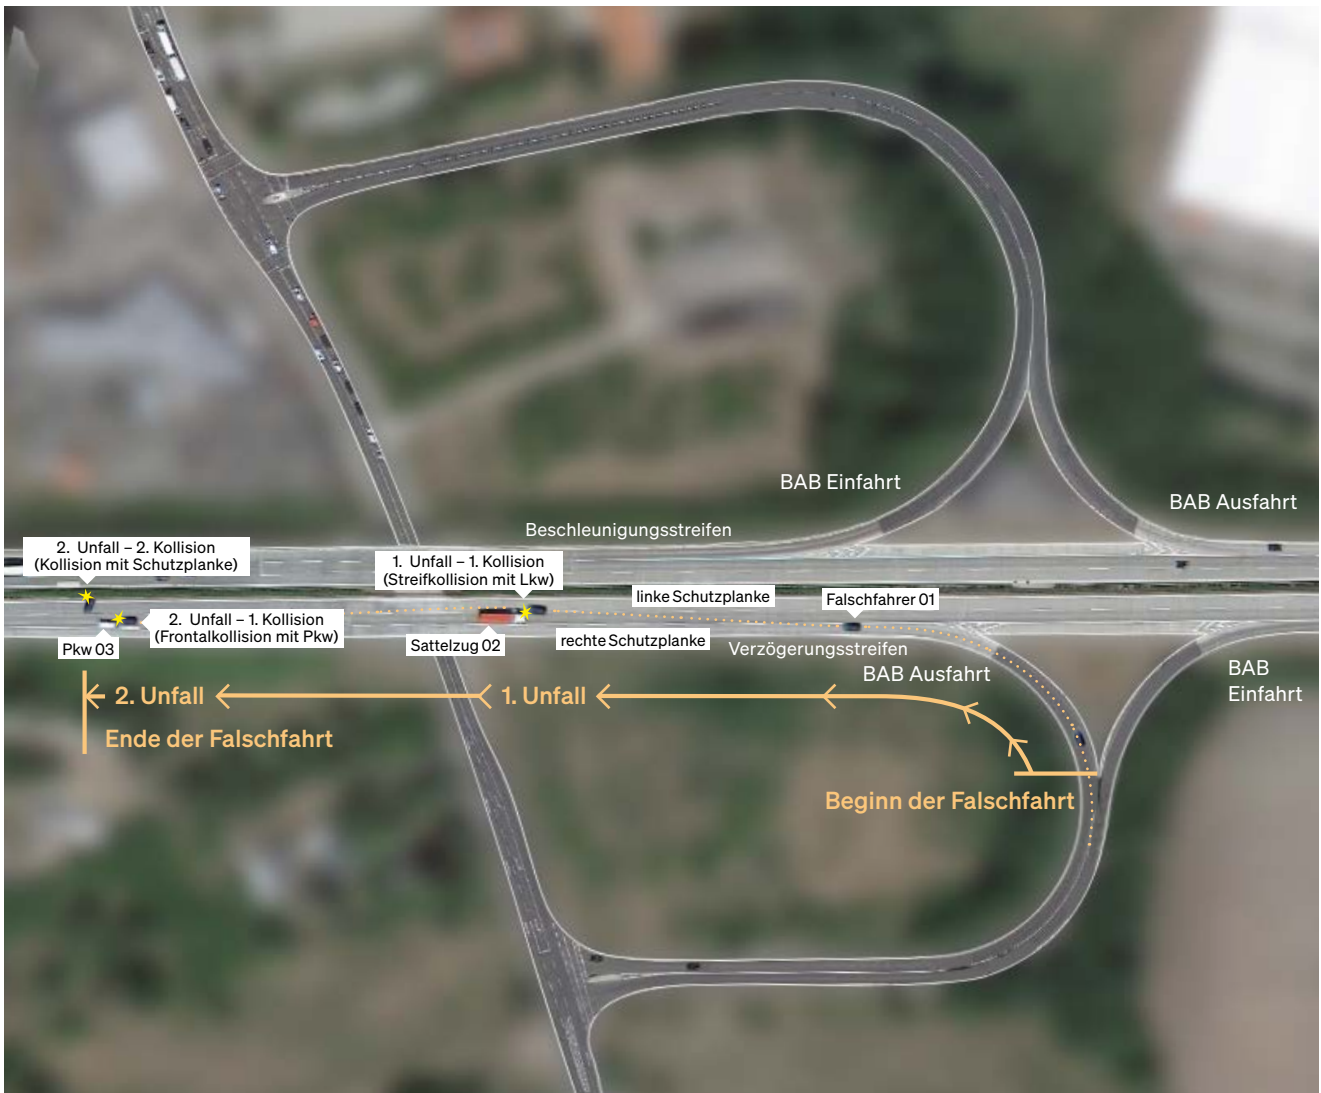 BAB Einfahrt
BAB Ausfahrt
Beschleunigungsstreifen
2. Unfall – 2. Kollision
(Kollision mit Schutzplanke)
1. Unfall – 1. Kollision
(Streifkollision mit Lkw)
linke Schutzplanke
Falschfahrer 01
2. Unfall – 1. Kollision
(Frontalkollision mit Pkw)
Pkw 03
Sattelzug 02
rechte Schutzplanke
Verzögerungsstreifen
BAB Ausfahrt
BAB
Einfahrt
2. Unfall
1. Unfall
Ende der Falschfahrt
Beginn der Falschfahrt